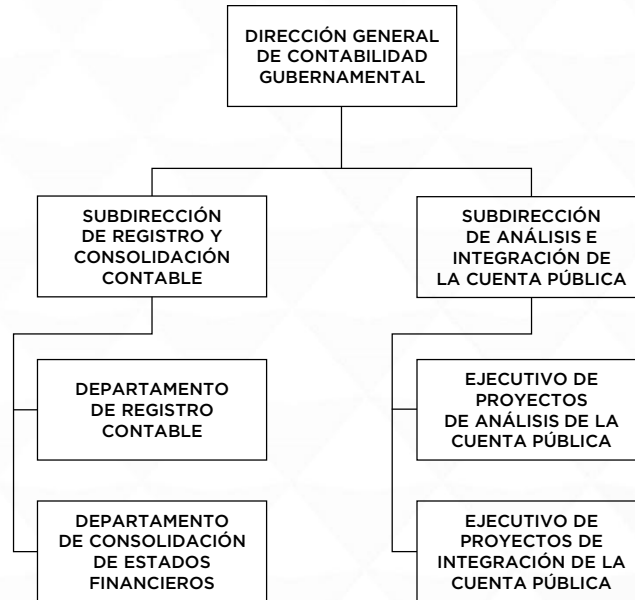 DIRECCIÓN GENERAL
DE CONTABILIDAD
GUBERNAMENTAL
SUBDIRECCIÓN
DE REGISTRO Y
CONSOLIDACIÓN
CONTABLE
SUBDIRECCIÓN
DE ANÁLISIS E
INTEGRACIÓN DE
LA CUENTA PÚBLICA
DEPARTAMENTO
DE REGISTRO
CONTABLE
EJECUTIVO DE
PROYECTOS
DE ANÁLISIS DE LA
CUENTA PÚBLICA
DEPARTAMENTO
DE CONSOLIDACIÓN
DE ESTADOS
FINANCIEROS
EJECUTIVO DE
PROYECTOS DE
INTEGRACIÓN DE LA
CUENTA PÚBLICA